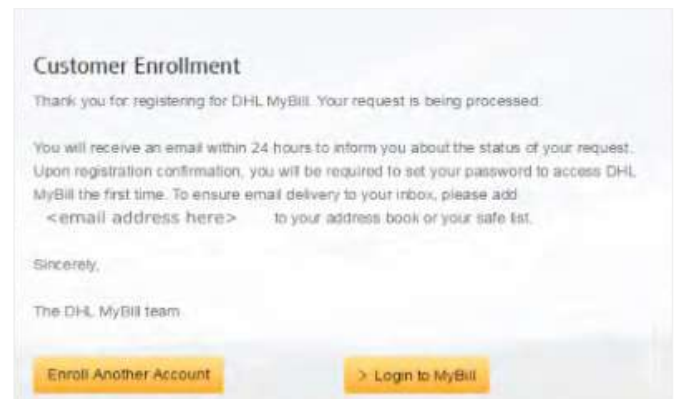 Customer Enrollment
Thank you for registering for DHL MyBill. Your request is being processed.
You will receive an email within 24 hours to inform you about the status of your request.
Upon registration confirmation, you will be required to set your password to access DHL
MyBill the first time. To ensure email delivery to your inbox, please add
<email address here> to your address book or your safe list.
Sincerely,
The DHL MyBill team
Enroll Another Account
> Login to MyBill